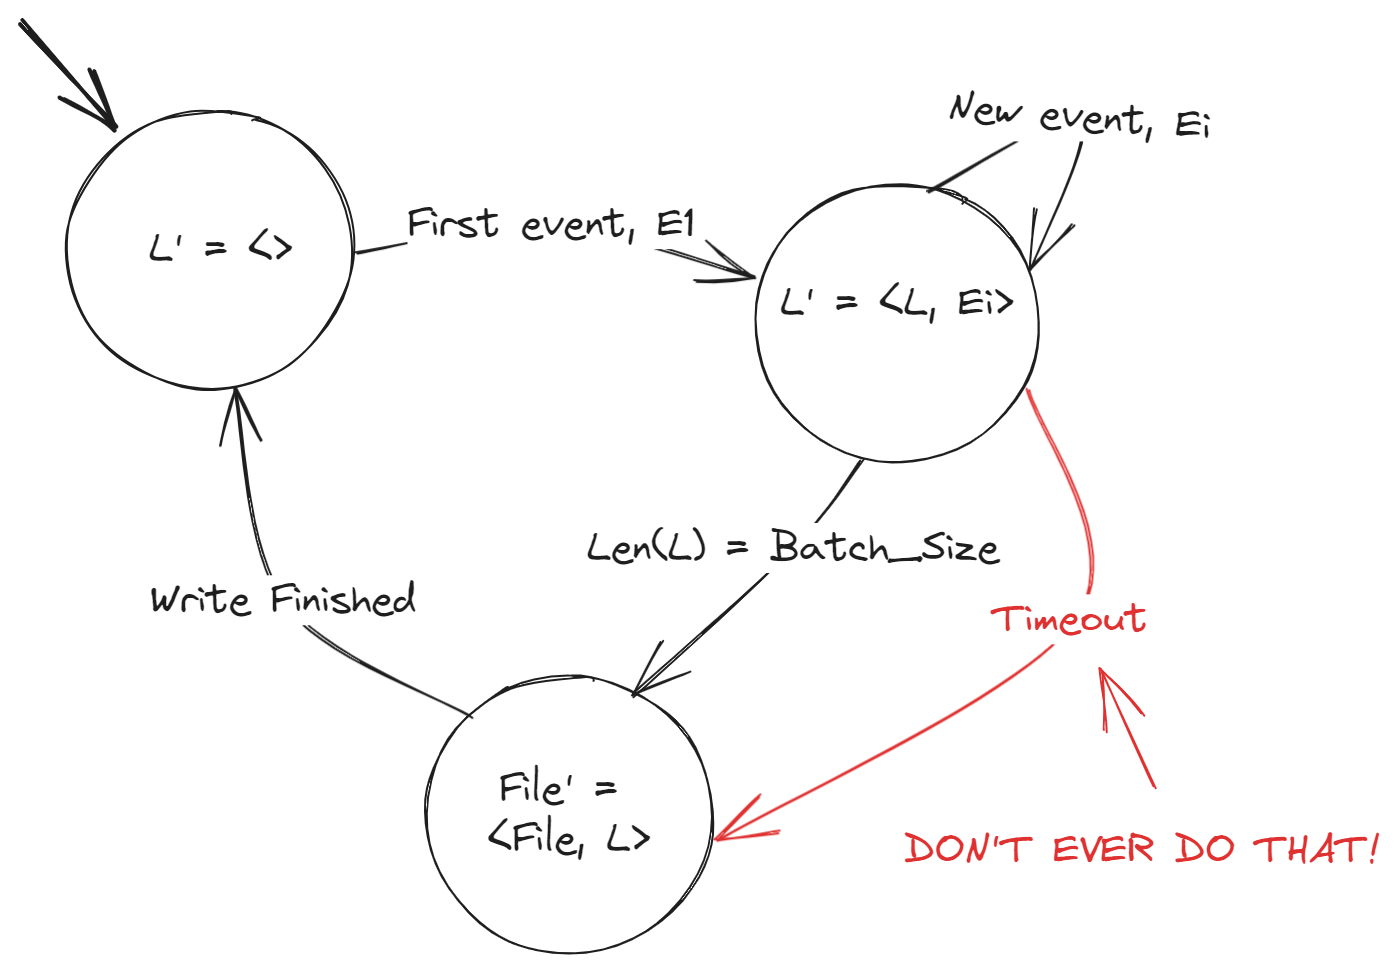 New event, Ei
First event, E1
L' = <>
L' = <L, Ei>
Len(L) = Batch_Size
Write Finished
Timeout
File' =
<File, L>
DON'T EVER DO THAT!